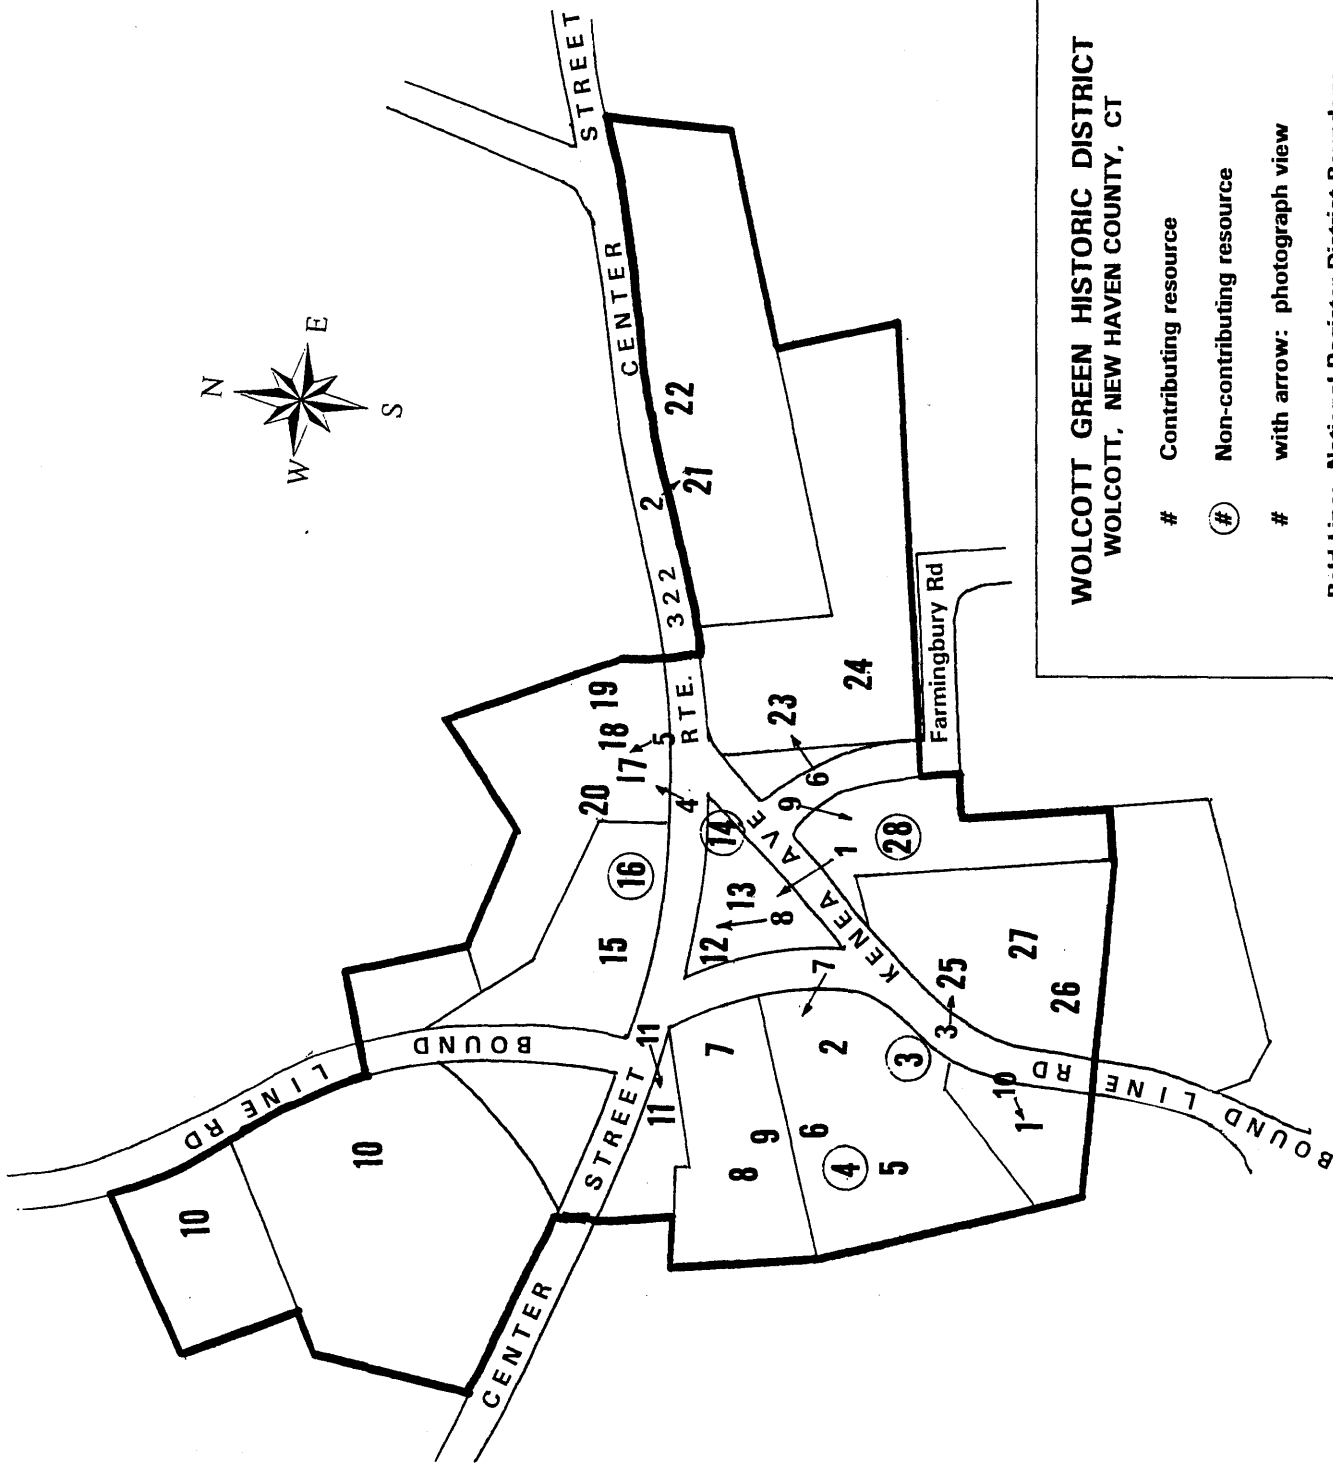 STREET
CENTER
N
E
S
W
22
21
2
322
RTE.
19
18
17
20
5
4
16
15
14
13
12
8
1
9
6
23
24
Farmingbury Rd
KENEA AVE
28
27
26
25
3
7
BOUND
LINE RD
11
11
STREET
CENTER
10
10
7
2
3
9
8
6
4
5
10
1
BOUND LINE RD
WOLCOTT GREEN HISTORIC DISTRICT
WOLCOTT, NEW HAVEN COUNTY, CT
# Contributing resource
# Non-contributing resource
# with arrow: photograph view